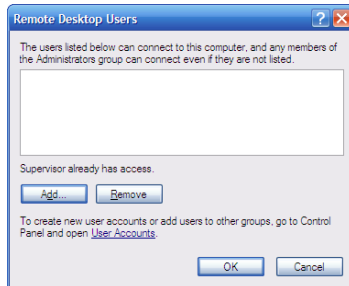 Remote Desktop Users
The users listed below can connect to this computer, and any members of
the Administrators group can connect even if they are not listed.
Supervisor already has access.
Add... Remove
To create new user accounts or add users to other groups, go to Control
Panel and open User Accounts.
OK Cancel